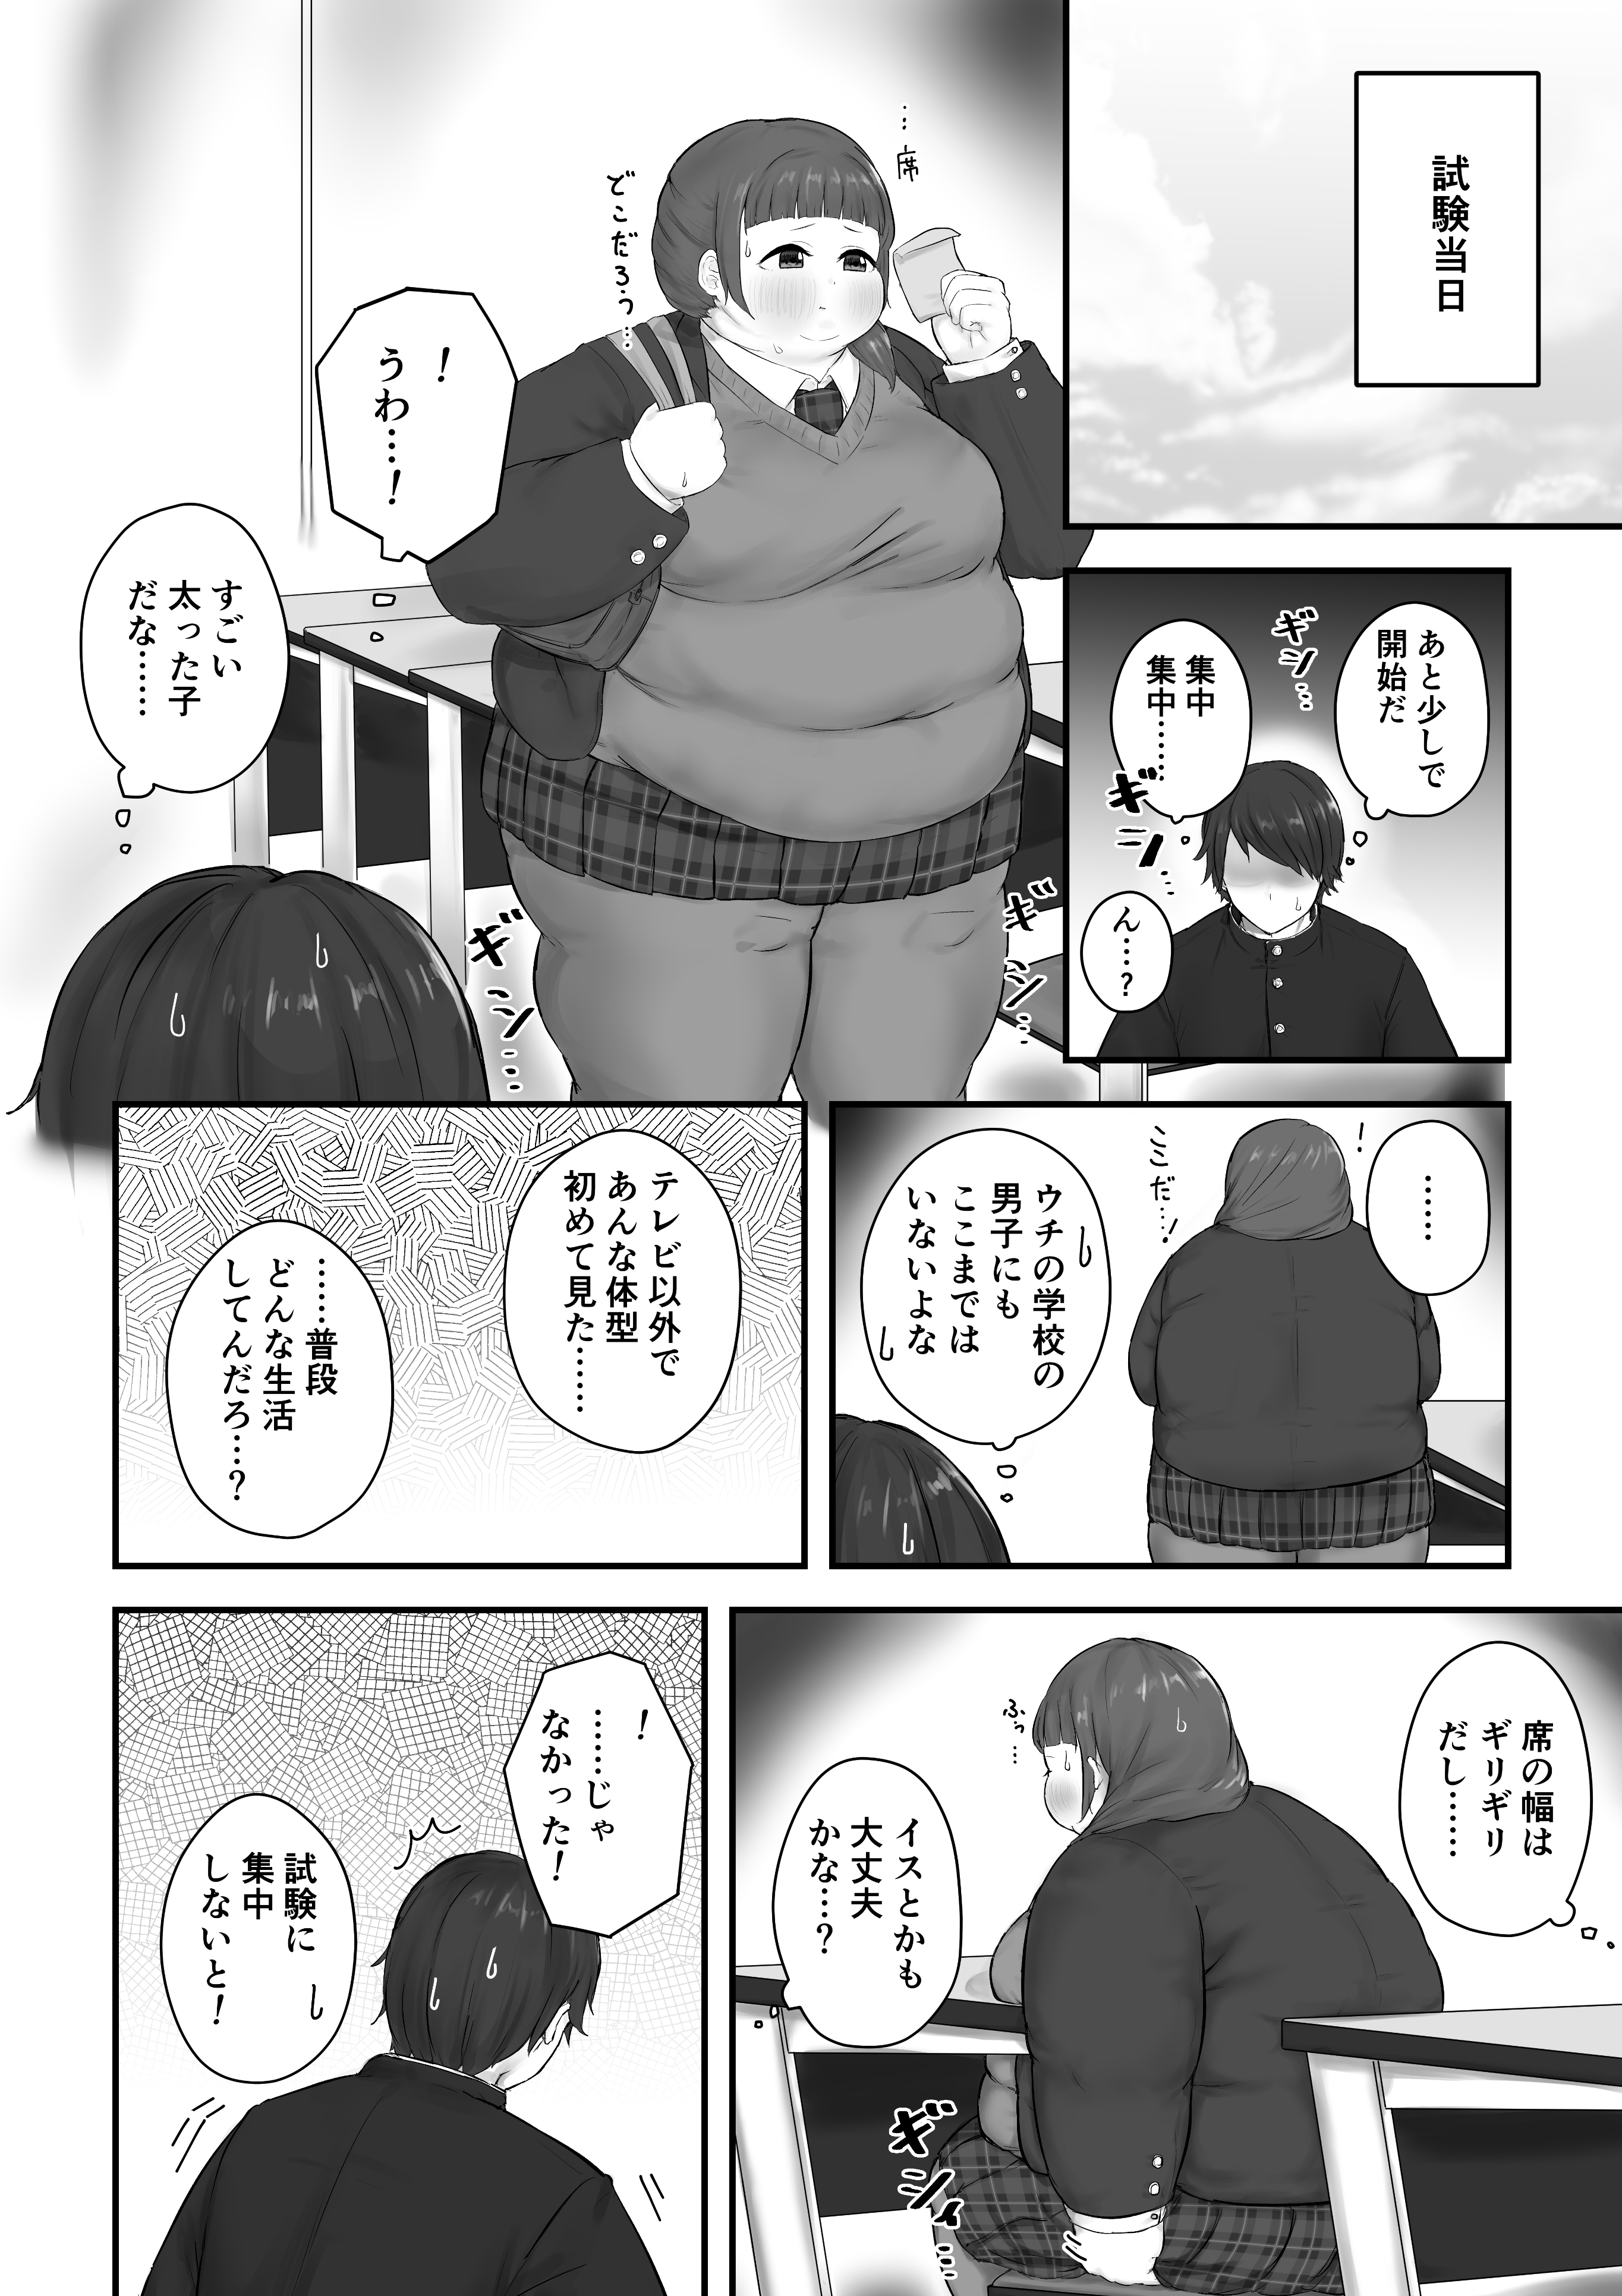 試験当日
あと少しで
開始だ
ギシ…
集中
集中……
ギシ…
ん…？
…席
どこだろう…
！
うわ……！
すごい
太った子
だな……
ギシ…
ギシ…
……
！
ミミだ…！
ウチの学校の
男子にも
ここまでは
いないよな
テレビ以外で
あんな体型
初めて見た……
……普段
どんな生活
してんだろ…？
席の幅は
ギリギリ
だし……
ふぅ…
イスとかも
大丈夫
かな…？
ギシィ…
！
……じゃ
なかった！
試験に
集中
しないと！